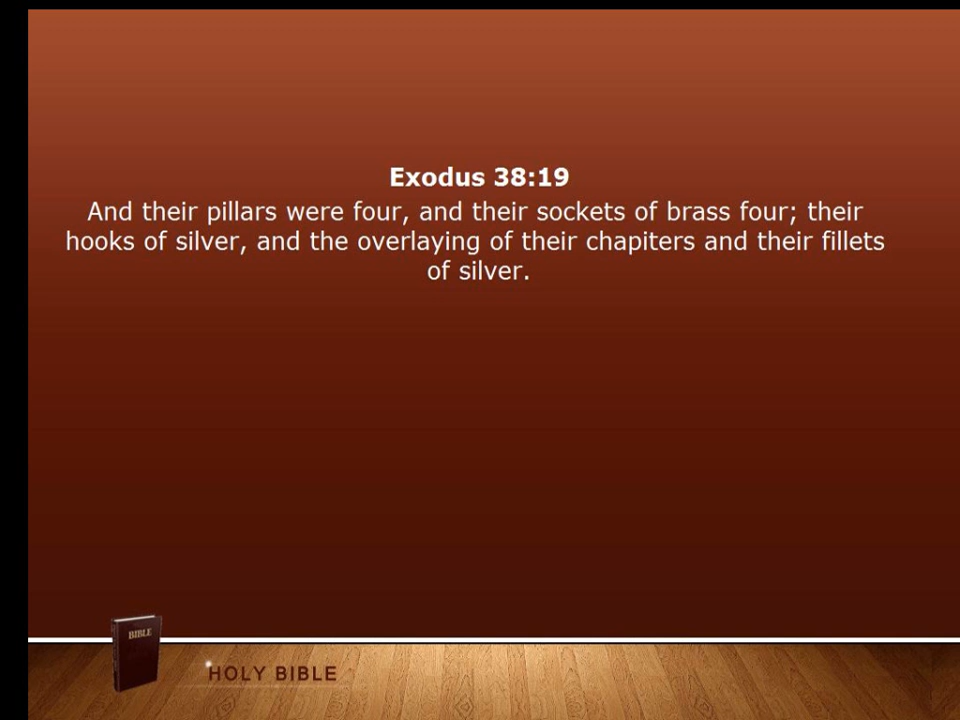 Exodus 38:19
And their pillars were four, and their sockets of brass four; their
hooks of silver, and the overlaying of their chapiters and their fillets
of silver.
BIBLE
HOLY BIBLE